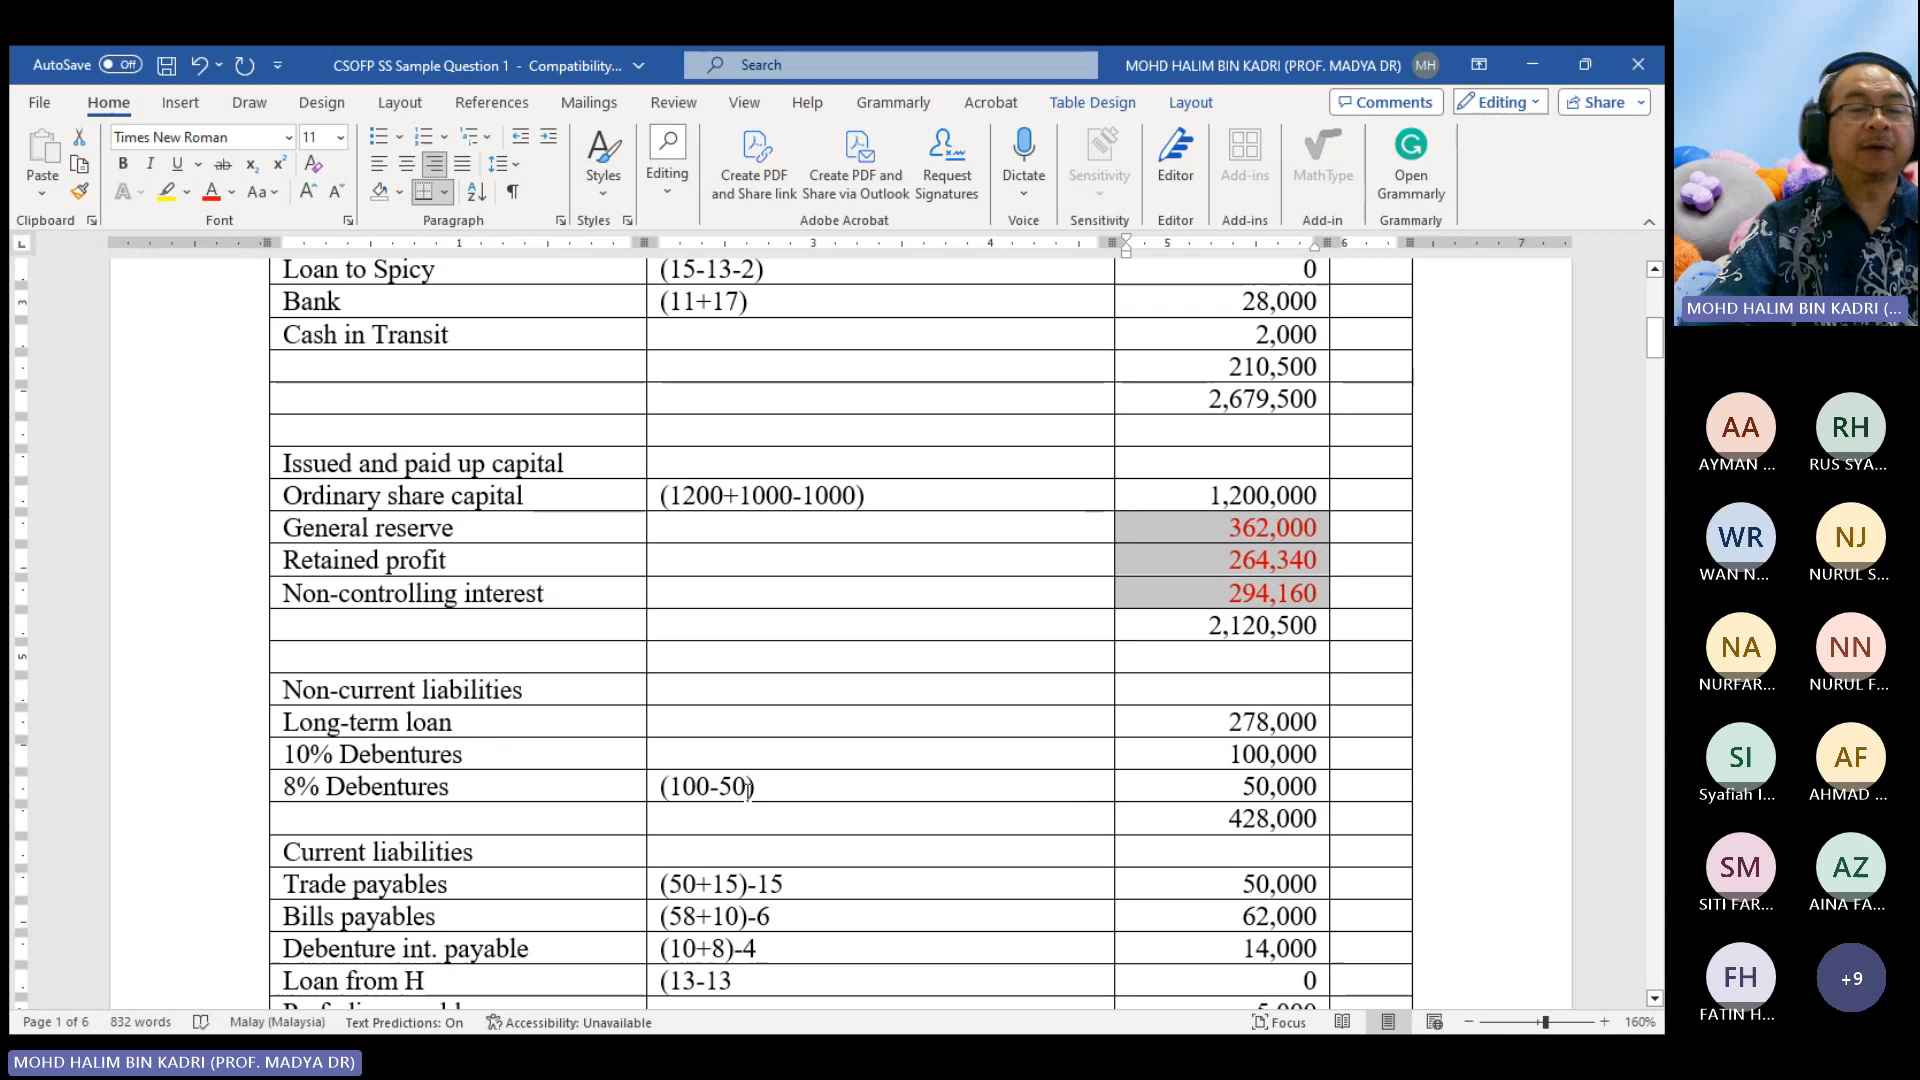 AutoSave Off CSOFP SS Sample Question 1 - Compatibility... Search MOHD HALIM BIN KADRI (PROF. MADYA DR) MH
File Home Insert Draw Design Layout References Mailings Review View Help Grammarly Acrobat Table Design Layout Comments Editing Share
Times New Roman 11
Paste Styles Editing Create PDF and Share link Create PDF and Share via Outlook Request Signatures Dictate Sensitivity Editor Add-ins MathType Open Grammarly
Clipboard Font Paragraph Styles Adobe Acrobat Voice Sensitivity Editor Add-ins Add-in Grammarly
1 3 4 5 6 7
Loan to Spicy (15-13-2) 0
Bank (11+17) 28,000
Cash in Transit 2,000
210,500
2,679,500
Issued and paid up capital
Ordinary share capital (1200+1000-1000) 1,200,000
General reserve 362,000
Retained profit 264,340
Non-controlling interest 294,160
2,120,500
Non-current liabilities
Long-term loan 278,000
10% Debentures 100,000
8% Debentures (100-50) 50,000
428,000
Current liabilities
Trade payables (50+15)-15 50,000
Bills payables (58+10)-6 62,000
Debenture int. payable (10+8)-4 14,000
Loan from H (13-13 0
Page 1 of 6 832 words Malay (Malaysia) Text Predictions: On Accessibility: Unavailable Focus 160%
MOHD HALIM BIN KADRI (PROF. MADYA DR)
MOHD HALIM BIN KADRI (...
AA RH
AYMAN ... RUS SYA...
WR NJ
WAN N... NURUL S...
NA NN
NURFAR... NURUL F...
SI AF
Syafiah I... AHMAD ...
SM AZ
SITI FAR... AINA FA...
FH +9
FATIN H...